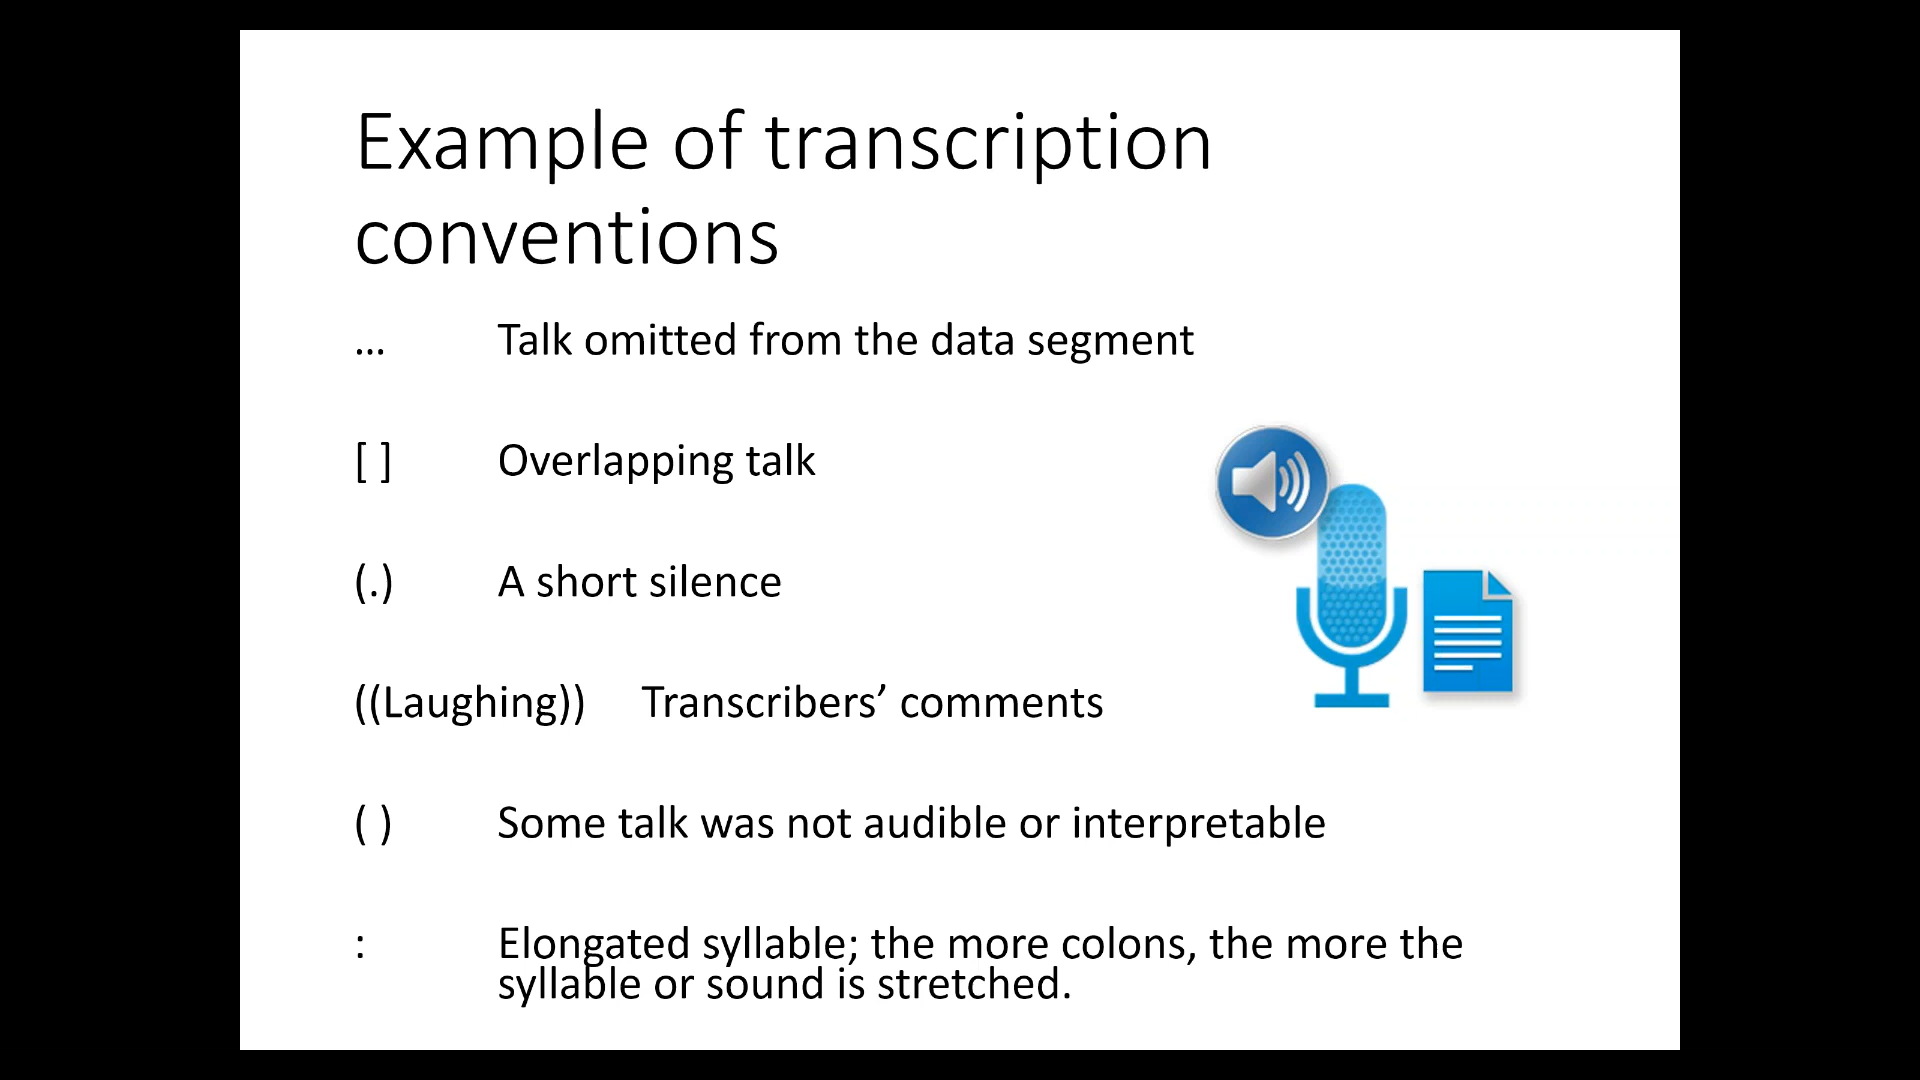 Example of transcription
conventions
... Talk omitted from the data segment
[ ] Overlapping talk
(.) A short silence
((Laughing)) Transcribers’ comments
( ) Some talk was not audible or interpretable
: Elongated syllable; the more colons, the more the
syllable or sound is stretched.